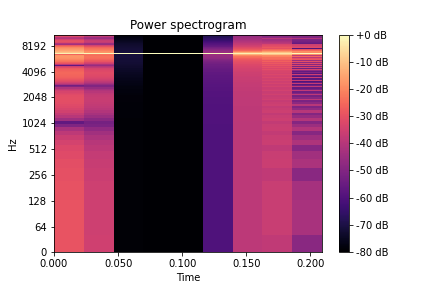 Power spectrogram
8192
4096
2048
1024
512
256
128
64
0
Hz
0.000 0.050 0.100 0.150 0.200
Time
+0 dB
-10 dB
-20 dB
-30 dB
-40 dB
-50 dB
-60 dB
-70 dB
-80 dB